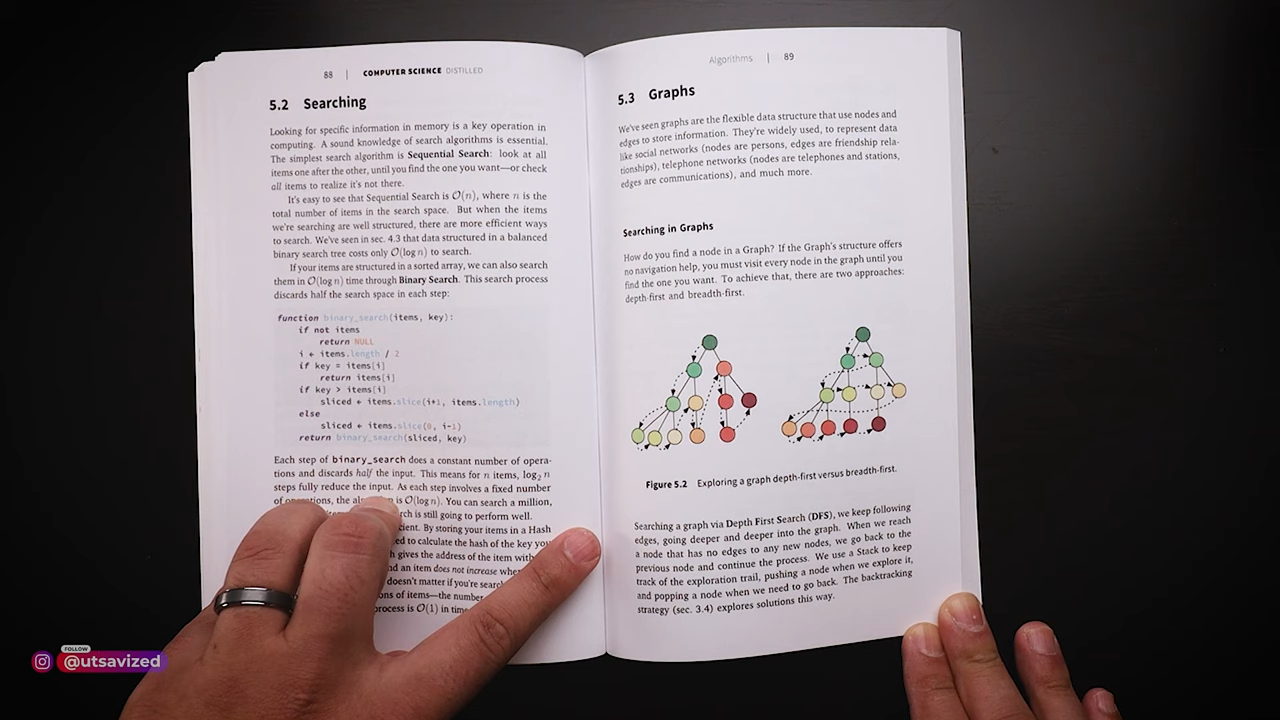 88 | COMPUTER SCIENCE DISTILLED
5.2 Searching
Looking for specific information in memory is a key operation in
computing. A sound knowledge of search algorithms is essential.
The simplest search algorithm is Sequential Search: look at all
items one after the other, until you find the one you want—or check
all items to realize it's not there.
It's easy to see that Sequential Search is O(n), where n is the
total number of items in the search space. But when the items
we're searching are well structured, there are more efficient ways
to search. We've seen in sec. 4.3 that data structured in a balanced
binary search tree costs only O(log n) to search.
If your items are structured in a sorted array, we can also search
them in O(log n) time through Binary Search. This search process
discards half the search space in each step:
function binary_search(items, key):
if not items
return NULL
i ← items.length / 2
if key = items[i]
return items[i]
if key > items[i]
sliced ← items.slice(i+1, items.length)
else
sliced ← items.slice(0, i-1)
return binary_search(sliced, key)
Each step of binary_search does a constant number of opera-
tions and discards half the input. This means for n items, log₂ n
steps fully reduce the input. As each step involves a fixed number
of operations, the is O(log n). You can search a million,
is still going to perform well.
By storing your items in a Hash
to calculate the hash of the key you
gives the address of the item
an item does not increase
doesn't matter if you're
of items—the number
process is O(1) in
Algorithms | 89
5.3 Graphs
We've seen graphs are the flexible data structure that use nodes and
edges to store information. They're widely used, to represent data
like social networks (nodes are persons, edges are friendship rela-
tionships), telephone networks (nodes are telephones and stations,
edges are communications), and much more.
Searching in Graphs
How do you find a node in a Graph? If the Graph's structure offers
no navigation help, you must visit every node in the graph until you
find the one you want. To achieve that, there are two approaches:
depth-first and breadth-first.
Figure 5.2 Exploring a graph depth-first versus breadth-first.
Searching a graph via Depth First Search (DFS), we keep following
edges, going deeper and deeper into the graph. When we reach
a node that has no edges to any new nodes, we go back to the
previous node and continue the process. We use a Stack to keep
track of the exploration trail, pushing a node when we explore it,
and popping a node when we need to go back. The backtracking
strategy (sec. 3.4) explores solutions this way.
FOLLOW
@utsavized